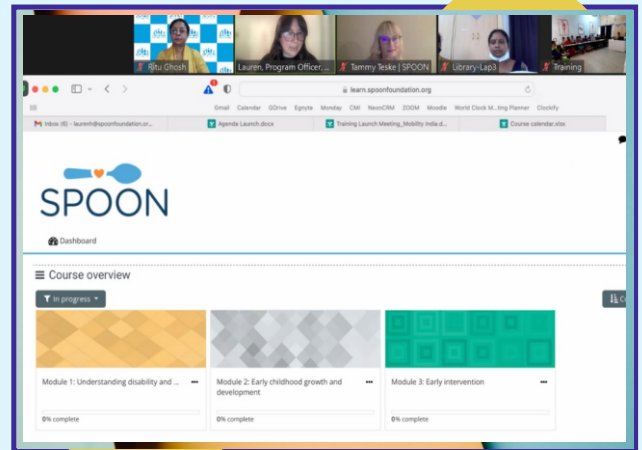 Ritu Ghosh
Lauren, Program Officer, ...
Tammy Teske | SPOON
Library-Lap3
Training
learn.spoonfoundation.org
Gmail Calendar GDrive Egnyte Monday CMI NeonCRM ZOOM Moodle World Clock M...ting Planner Clockify
Inbox (6) - laurenh@spoonfoundation.or...
Agenda Launch.docx
Training Launch Meeting_Mobility India.d...
Course calendar.xlsx
SPOON
Dashboard
Course overview
In progress
Module 1: Understanding disability and ...
Module 2: Early childhood growth and
development
Module 3: Early intervention
0% complete
0% complete
0% complete